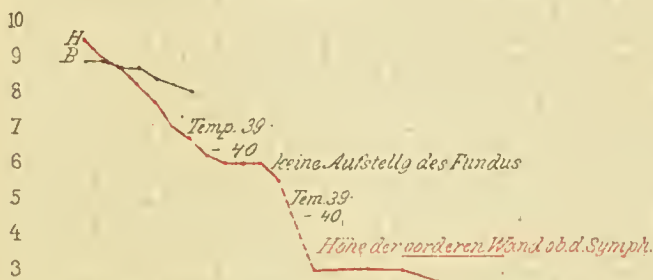 10
H
9
B
8
7
Temp. 39·
- 40
6
keine Aufstellg des Fundus
5
Tem. 39·
- 40,
4
Höhe der vorderen Wand ob. d. Symph.
3